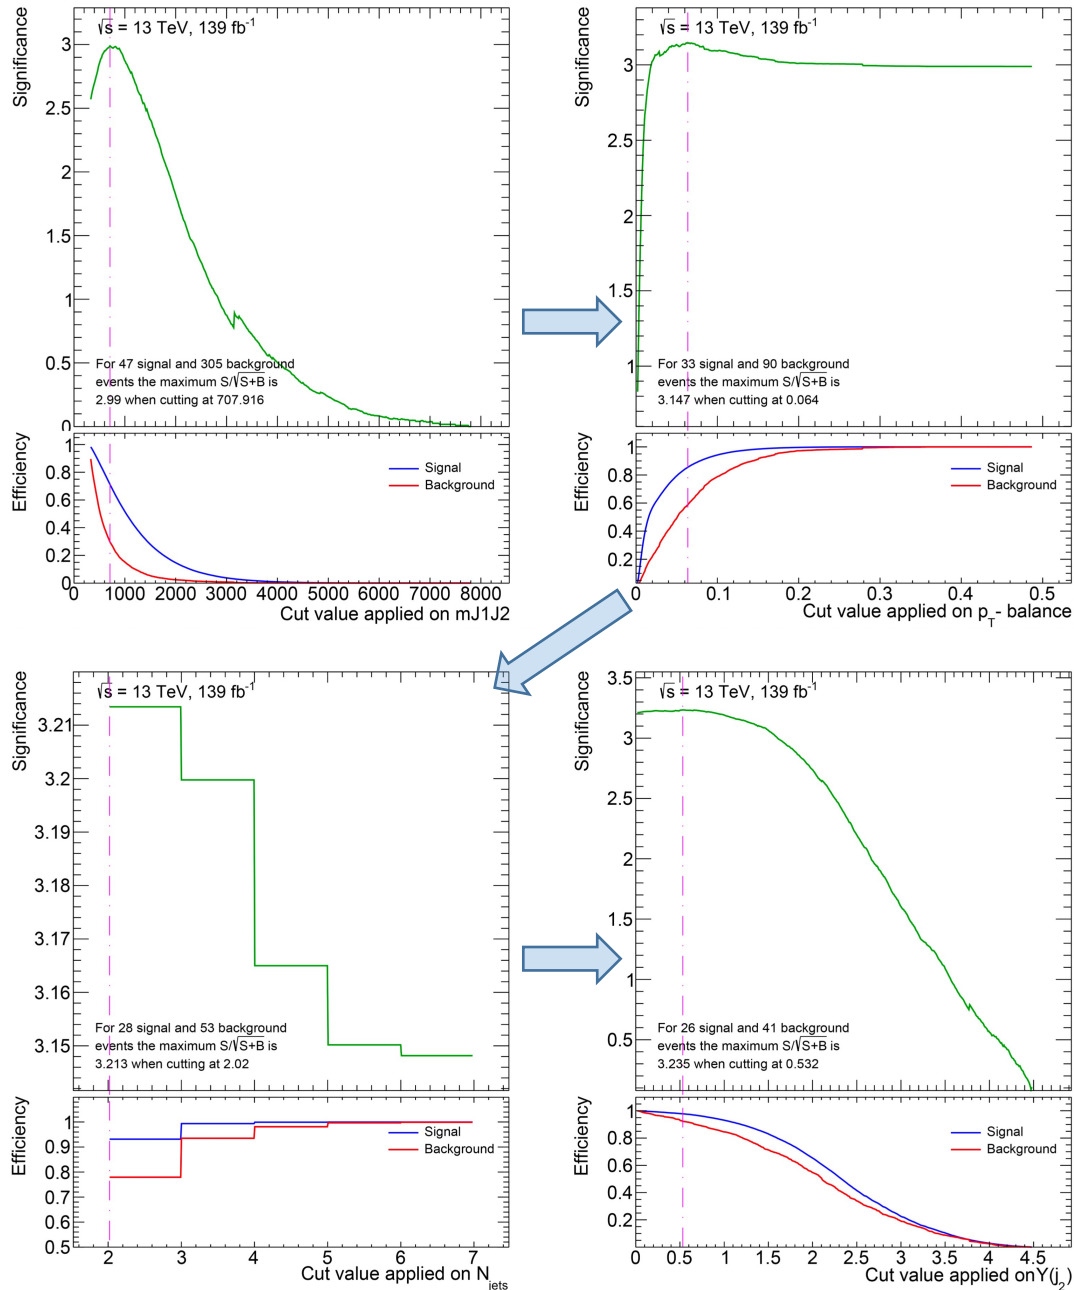 √s = 13 TeV, 139 fb-1
Significance
3
2.5
2
1.5
1
0.5
0
For 47 signal and 305 background
events the maximum S/√S+B is
2.99 when cutting at 707.916
Efficiency
1
0.8
0.6
0.4
0.2
0
Signal
Background
0 1000 2000 3000 4000 5000 6000 7000 8000
Cut value applied on mJ1J2
√s = 13 TeV, 139 fb-1
Significance
3
2.5
2
1.5
1
For 33 signal and 90 background
events the maximum S/√S+B is
3.147 when cutting at 0.064
Efficiency
1
0.8
0.6
0.4
0.2
Signal
Background
0 0.1 0.2 0.3 0.4 0.5
Cut value applied on pT- balance
√s = 13 TeV, 139 fb-1
Significance
3.21
3.2
3.19
3.18
3.17
3.16
3.15
For 28 signal and 53 background
events the maximum S/√S+B is
3.213 when cutting at 2.02
Efficiency
1
0.9
0.8
0.7
0.6
0.5
Signal
Background
2 3 4 5 6 7
Cut value applied on Njets
√s = 13 TeV, 139 fb-1
Significance
3.5
3
2.5
2
1.5
1
0.5
For 26 signal and 41 background
events the maximum S/√S+B is
3.235 when cutting at 0.532
Efficiency
1
0.8
0.6
0.4
0.2
Signal
Background
0 0.5 1 1.5 2 2.5 3 3.5 4 4.5
Cut value applied onY(j2)